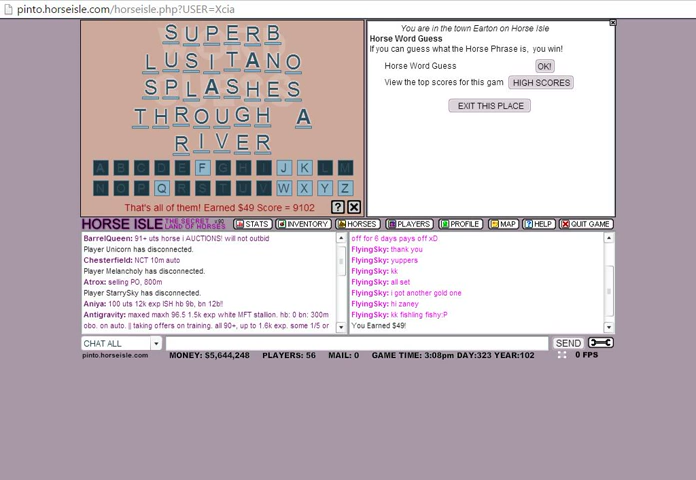 pinto.horseisle.com/horseisle.php?USER=Xcia
SUPERB
LUSITANO
SPLASHES
THROUGH A
RIVER
A B C D E F G H I J K L M
N O P Q R S T U V W X Y Z
That's all of them! Earned $49 Score = 9102
? X
You are in the town Earton on Horse Isle
Horse Word Guess
If you can guess what the Horse Phrase is, you win!
Horse Word Guess OK!
View the top scores for this gam HIGH SCORES
EXIT THIS PLACE
HORSE ISLE THE SECRET LAND OF HORSES
STATS INVENTORY HORSES PLAYERS PROFILE MAP HELP QUIT GAME
BarrelQueen: 91+ uts horse i AUCTIONS! will not outbid
Player Unicorn has disconnected.
Chesterfield: NCT 10m auto
Player Melancholy has disconnected.
Atrox: selling PO, 800m
Player StarrySky has disconnected.
Aniya: 100 uts 12k exp ISH hb 9b, bn 12b!
Antigravity: maxed maxh 96.5 1.5k exp white MFT stallion. hb: 0 bn: 300m
obo. on auto. || taking offers on training. all 90+, up to 1.6k exp. some 1/5 or
off for 6 days pays off xD
FlyingSky: thank you
FlyingSky: yuppers
FlyingSky: kk
FlyingSky: all set
FlyingSky: i got another gold one
FlyingSky: hi zaney
FlyingSky: kk fishling fishy:P
You Earned $49!
CHAT ALL SEND
pinto.horseisle.com MONEY: $5,644,248 PLAYERS: 56 MAIL: 0 GAME TIME: 3:08pm DAY:323 YEAR:102 0 FPS